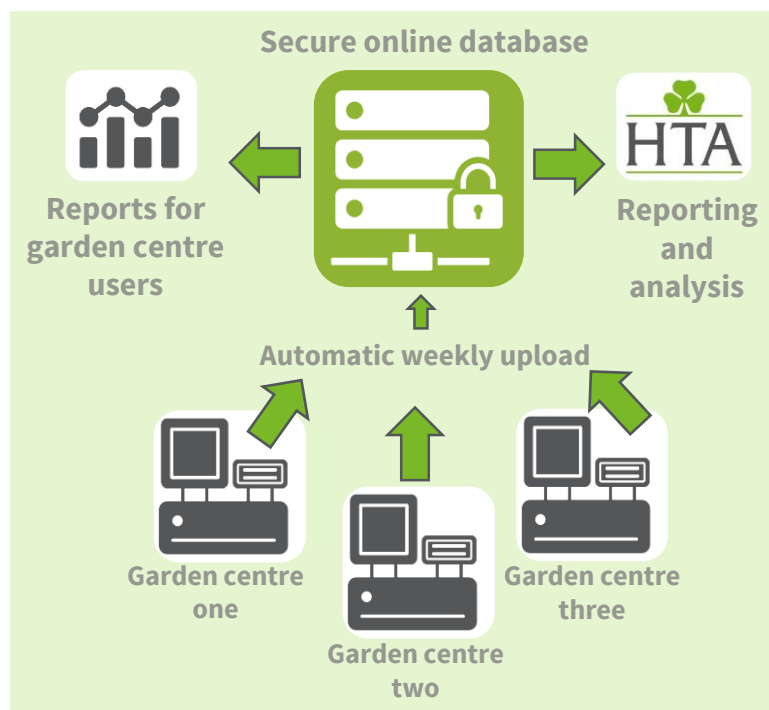 Secure online database
HTA
Reports for
garden centre
users
Reporting
and
analysis
Automatic weekly upload
Garden centre
one
Garden centre
two
Garden centre
three